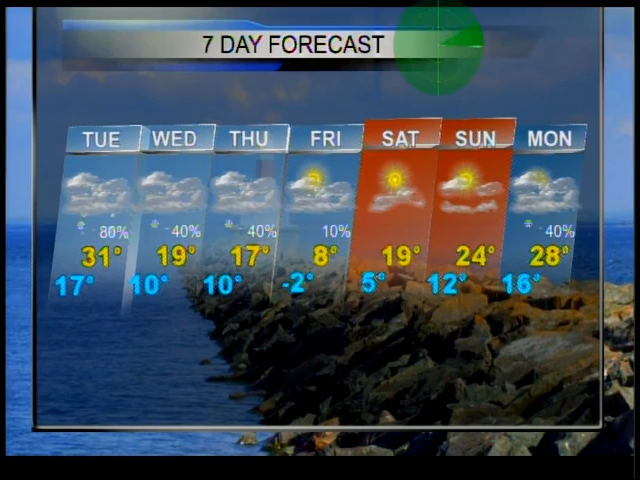 7 DAY FORECAST
TUE WED THU FRI SAT SUN MON
80% 40% 40% 10% 40%
31° 19° 17° 8° 19° 24° 28°
17° 10° 10° -2° 5° 12° 16°